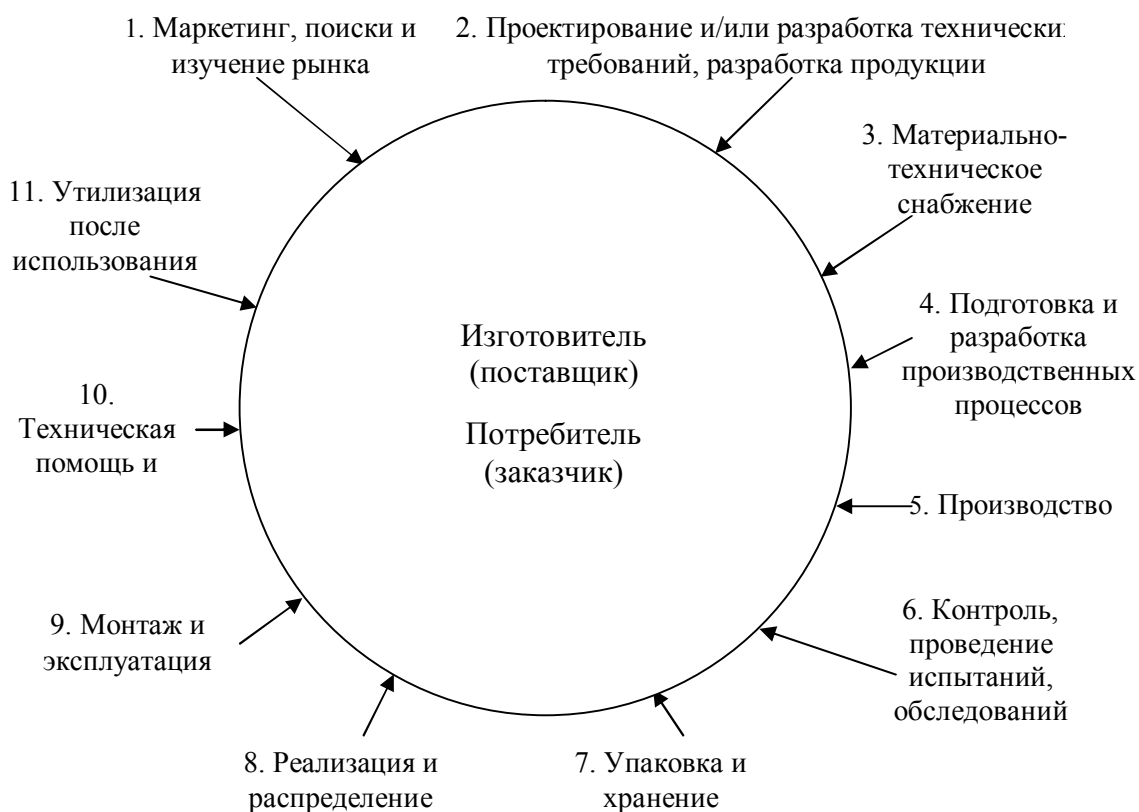 1. Маркетинг, поиски и
изучение рынка
2. Проектирование и/или разработка технически
требований, разработка продукции
3. Материально-
техническое
снабжение
4. Подготовка и
разработка
производственных
процессов
5. Производство
6. Контроль,
проведение
испытаний,
обследований
7. Упаковка и
хранение
8. Реализация и
распределение
9. Монтаж и
эксплуатация
10.
Техническая
помощь и
11. Утилизация
после
использования
Изготовитель
(поставщик)
Потребитель
(заказчик)